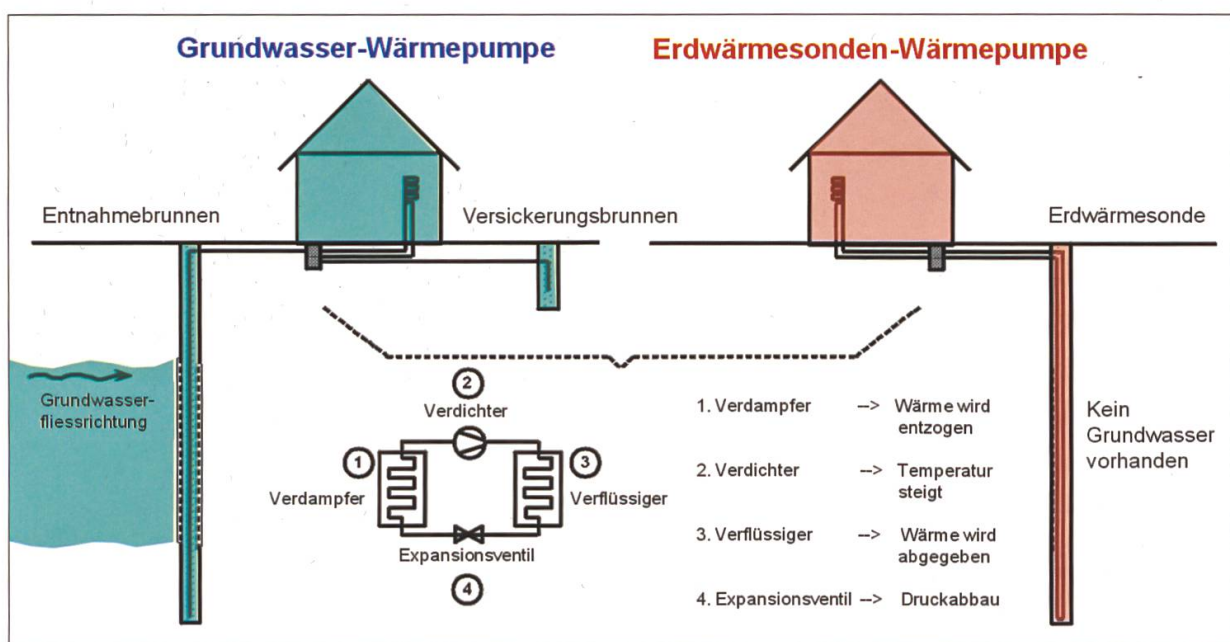 Grundwasser-Wärmepumpe
Erdwärmesonden-Wärmepumpe
Entnahmebrunnen
Versickerungsbrunnen
Erdwärmesonde
Grundwasser-
fliessrichtung
2
Verdichter
1
Verdampfer
3
Verflüssiger
Expansionsventil
4
1. Verdampfer --> Wärme wird
entzogen
2. Verdichter --> Temperatur
steigt
3. Verflüssiger --> Wärme wird
abgegeben
4. Expansionsventil --> Druckabbau
Kein
Grundwasser
vorhanden